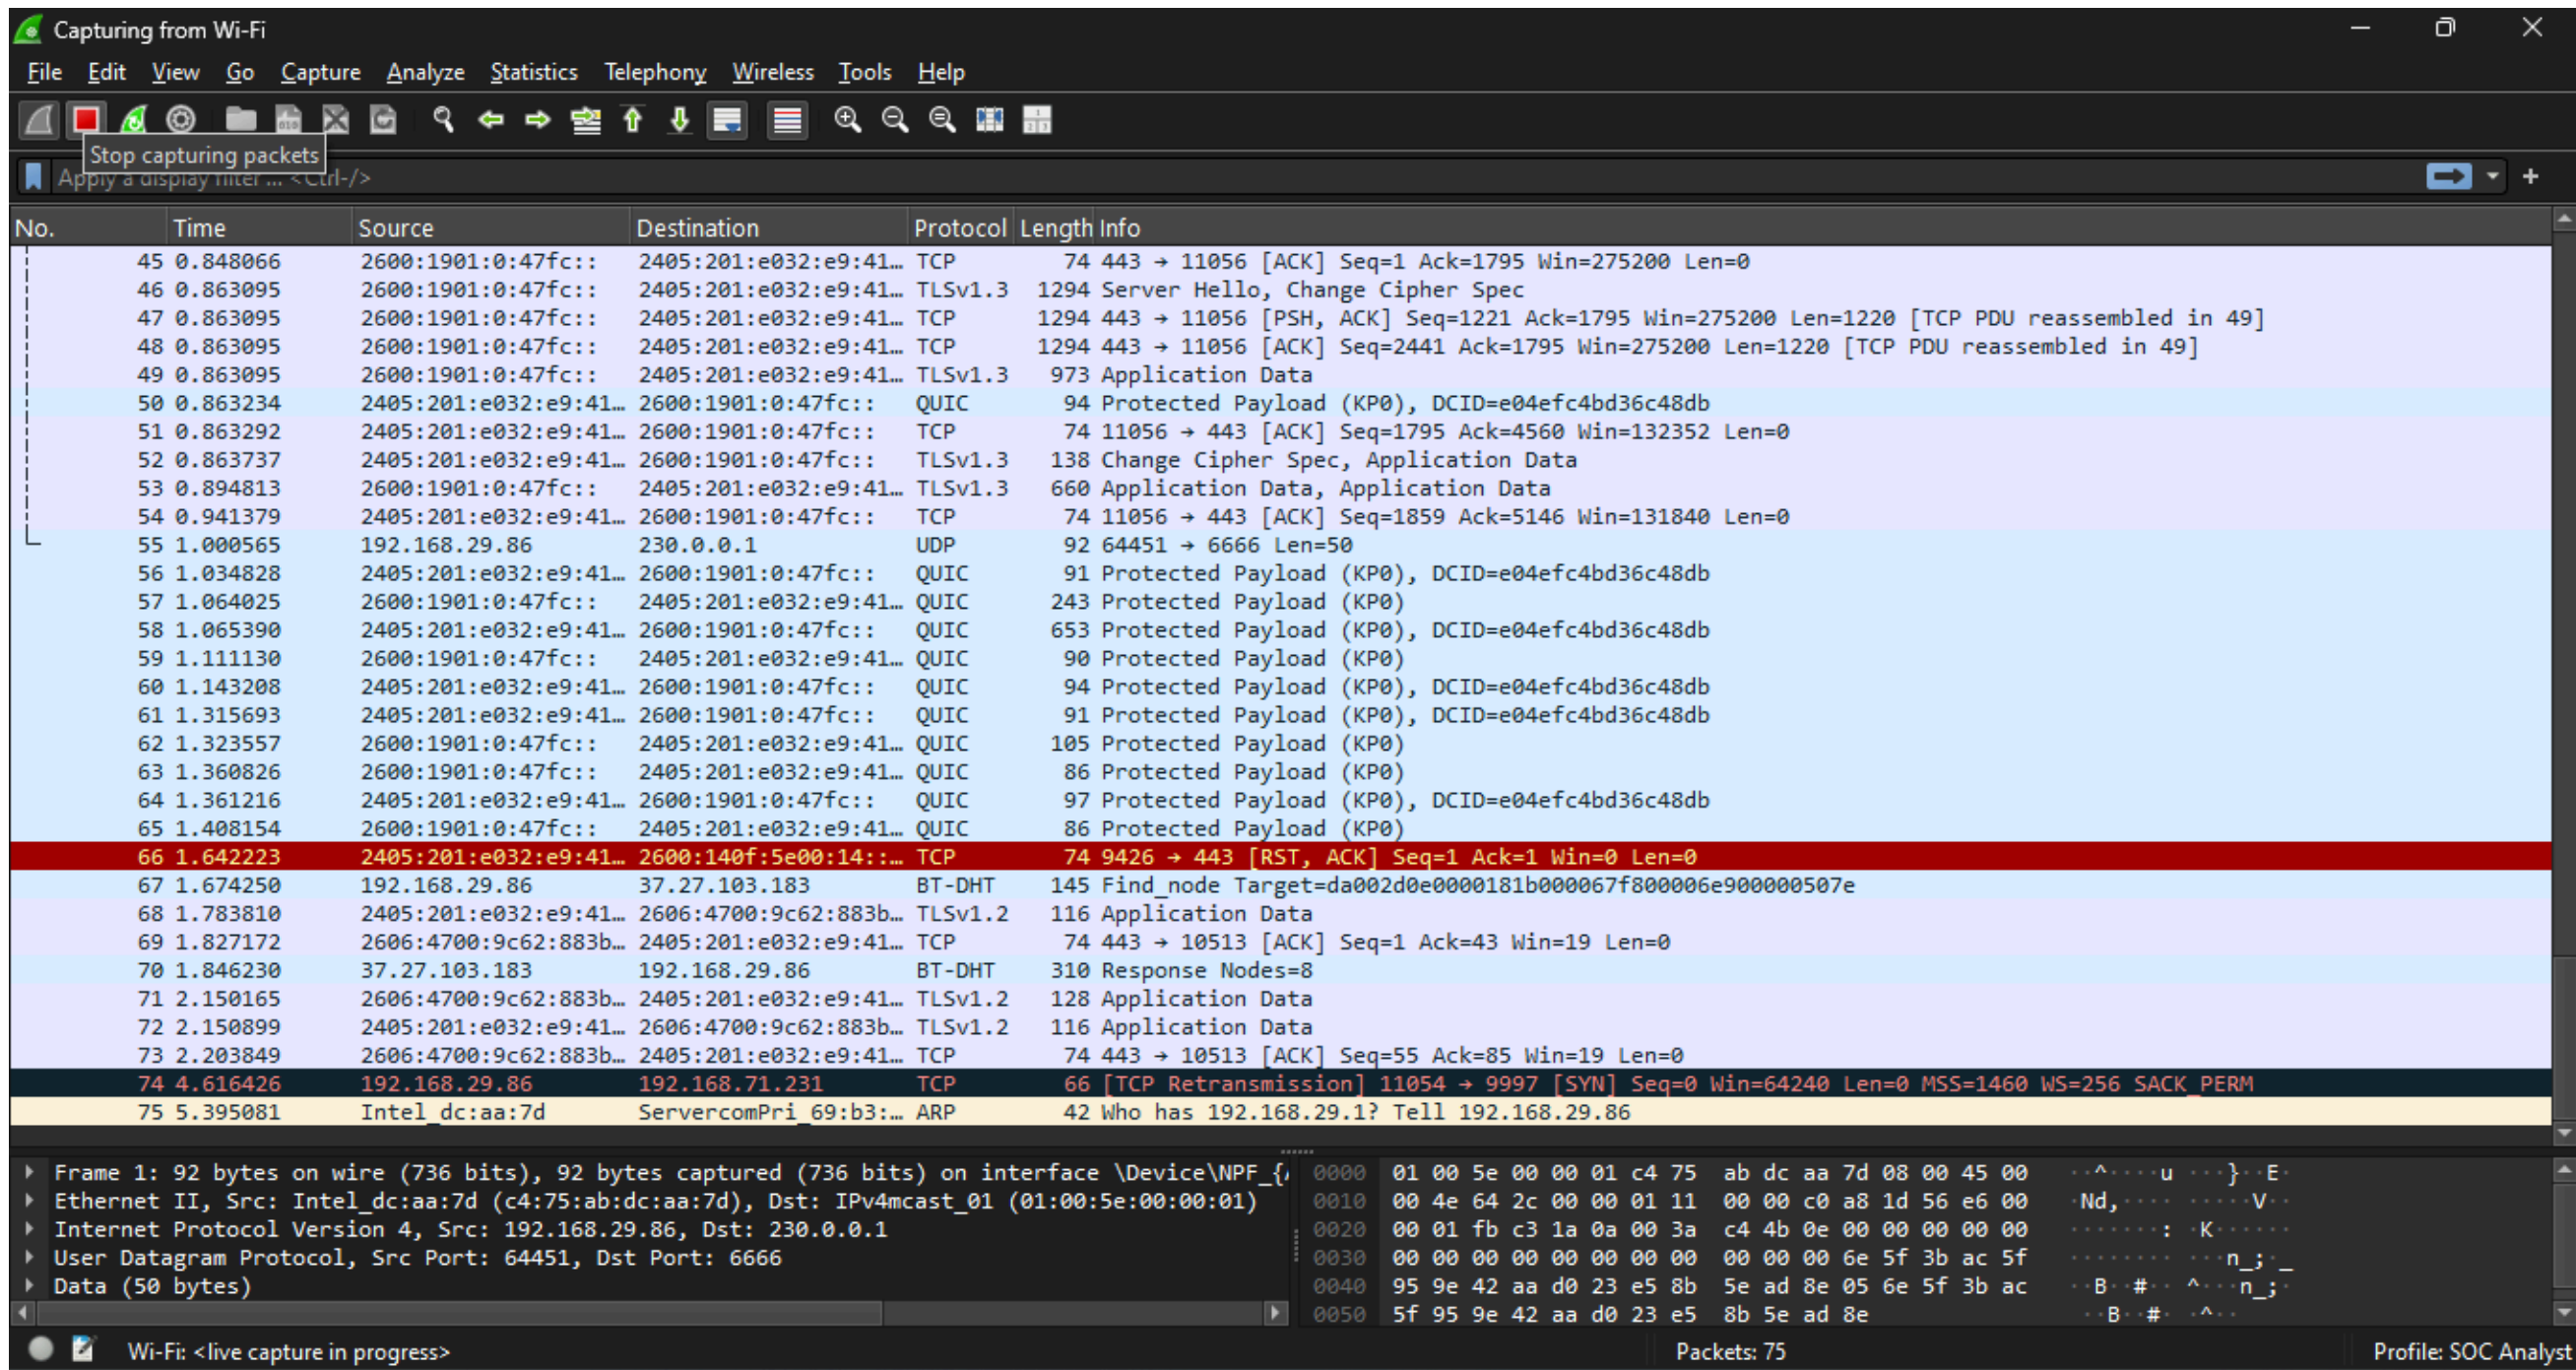 Capturing from Wi-Fi
File Edit View Go Capture Analyze Statistics Telephony Wireless Tools Help
Stop capturing packets
Apply a display filter ... <Ctrl-/>
No. Time Source Destination Protocol Length Info
45 0.848066 2600:1901:0:47fc:: 2405:201:e032:e9:41… TCP 74 443 → 11056 [ACK] Seq=1 Ack=1795 Win=275200 Len=0
46 0.863095 2600:1901:0:47fc:: 2405:201:e032:e9:41… TLSv1.3 1294 Server Hello, Change Cipher Spec
47 0.863095 2600:1901:0:47fc:: 2405:201:e032:e9:41… TCP 1294 443 → 11056 [PSH, ACK] Seq=1221 Ack=1795 Win=275200 Len=1220 [TCP PDU reassembled in 49]
48 0.863095 2600:1901:0:47fc:: 2405:201:e032:e9:41… TCP 1294 443 → 11056 [ACK] Seq=2441 Ack=1795 Win=275200 Len=1220 [TCP PDU reassembled in 49]
49 0.863095 2600:1901:0:47fc:: 2405:201:e032:e9:41… TLSv1.3 973 Application Data
50 0.863234 2405:201:e032:e9:41… 2600:1901:0:47fc:: QUIC 94 Protected Payload (KP0), DCID=e04efc4bd36c48db
51 0.863292 2405:201:e032:e9:41… 2600:1901:0:47fc:: TCP 74 11056 → 443 [ACK] Seq=1795 Ack=4560 Win=132352 Len=0
52 0.863737 2405:201:e032:e9:41… 2600:1901:0:47fc:: TLSv1.3 138 Change Cipher Spec, Application Data
53 0.894813 2600:1901:0:47fc:: 2405:201:e032:e9:41… TLSv1.3 660 Application Data, Application Data
54 0.941379 2405:201:e032:e9:41… 2600:1901:0:47fc:: TCP 74 11056 → 443 [ACK] Seq=1859 Ack=5146 Win=131840 Len=0
55 1.000565 192.168.29.86 230.0.0.1 UDP 92 64451 → 6666 Len=50
56 1.034828 2405:201:e032:e9:41… 2600:1901:0:47fc:: QUIC 91 Protected Payload (KP0), DCID=e04efc4bd36c48db
57 1.064025 2600:1901:0:47fc:: 2405:201:e032:e9:41… QUIC 243 Protected Payload (KP0)
58 1.065390 2405:201:e032:e9:41… 2600:1901:0:47fc:: QUIC 653 Protected Payload (KP0), DCID=e04efc4bd36c48db
59 1.111130 2600:1901:0:47fc:: 2405:201:e032:e9:41… QUIC 90 Protected Payload (KP0)
60 1.143208 2405:201:e032:e9:41… 2600:1901:0:47fc:: QUIC 94 Protected Payload (KP0), DCID=e04efc4bd36c48db
61 1.315693 2405:201:e032:e9:41… 2600:1901:0:47fc:: QUIC 91 Protected Payload (KP0), DCID=e04efc4bd36c48db
62 1.323557 2600:1901:0:47fc:: 2405:201:e032:e9:41… QUIC 105 Protected Payload (KP0)
63 1.360826 2600:1901:0:47fc:: 2405:201:e032:e9:41… QUIC 86 Protected Payload (KP0)
64 1.361216 2405:201:e032:e9:41… 2600:1901:0:47fc:: QUIC 97 Protected Payload (KP0), DCID=e04efc4bd36c48db
65 1.408154 2600:1901:0:47fc:: 2405:201:e032:e9:41… QUIC 86 Protected Payload (KP0)
66 1.642223 2405:201:e032:e9:41… 2600:140f:5e00:14::… TCP 74 9426 → 443 [RST, ACK] Seq=1 Ack=1 Win=0 Len=0
67 1.674250 192.168.29.86 37.27.103.183 BT-DHT 145 Find_node Target=da002d0e0000181b000067f800006e900000507e
68 1.783810 2405:201:e032:e9:41… 2606:4700:9c62:883b… TLSv1.2 116 Application Data
69 1.827172 2606:4700:9c62:883b… 2405:201:e032:e9:41… TCP 74 443 → 10513 [ACK] Seq=1 Ack=43 Win=19 Len=0
70 1.846230 37.27.103.183 192.168.29.86 BT-DHT 310 Response Nodes=8
71 2.150165 2606:4700:9c62:883b… 2405:201:e032:e9:41… TLSv1.2 128 Application Data
72 2.150899 2405:201:e032:e9:41… 2606:4700:9c62:883b… TLSv1.2 116 Application Data
73 2.203849 2606:4700:9c62:883b… 2405:201:e032:e9:41… TCP 74 443 → 10513 [ACK] Seq=55 Ack=85 Win=19 Len=0
74 4.616426 192.168.29.86 192.168.71.231 TCP 66 [TCP Retransmission] 11054 → 9997 [SYN] Seq=0 Win=64240 Len=0 MSS=1460 WS=256 SACK_PERM
75 5.395081 Intel_dc:aa:7d ServercomPri_69:b3:… ARP 42 Who has 192.168.29.1? Tell 192.168.29.86
Frame 1: 92 bytes on wire (736 bits), 92 bytes captured (736 bits) on interface \Device\NPF_{
Ethernet II, Src: Intel_dc:aa:7d (c4:75:ab:dc:aa:7d), Dst: IPv4mcast_01 (01:00:5e:00:00:01)
Internet Protocol Version 4, Src: 192.168.29.86, Dst: 230.0.0.1
User Datagram Protocol, Src Port: 64451, Dst Port: 6666
Data (50 bytes)
0000 01 00 5e 00 00 01 c4 75 ab dc aa 7d 08 00 45 00 ··^····u ···}··E·
0010 00 4e 64 2c 00 00 01 11 00 00 c0 a8 1d 56 e6 00 ·Nd,···· ·····V··
0020 00 01 fb c3 1a 0a 00 3a c4 4b 0e 00 00 00 00 00 ·······: ·K······
0030 00 00 00 00 00 00 00 00 00 00 00 6e 5f 3b ac 5f ········ ···n_;·_
0040 95 9e 42 aa d0 23 e5 8b 5e ad 8e 05 6e 5f 3b ac ··B··#·· ^···n_;·
0050 5f 95 9e 42 aa d0 23 e5 8b 5e ad 8e _··B··#· ·^··
Wi-Fi: <live capture in progress> Packets: 75 Profile: SOC Analyst